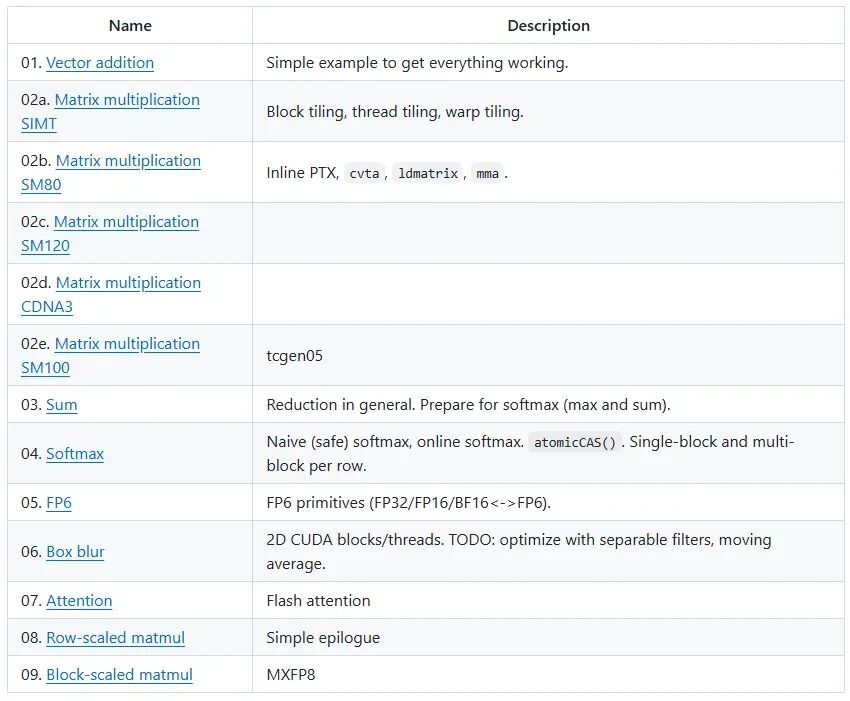 Name Description
01. Vector addition Simple example to get everything working.
02a. Matrix multiplication
SIMT
Block tiling, thread tiling, warp tiling.
02b. Matrix multiplication
SM80
Inline PTX, cvta, ldmatrix, mma.
02c. Matrix multiplication
SM120
02d. Matrix multiplication
CDNA3
02e. Matrix multiplication
SM100
tcgen05
03. Sum Reduction in general. Prepare for softmax (max and sum).
04. Softmax
Naive (safe) softmax, online softmax. atomicCAS(). Single-block and multi-
block per row.
05. FP6 FP6 primitives (FP32/FP16/BF16<->FP6).
06. Box blur
2D CUDA blocks/threads. TODO: optimize with separable filters, moving
average.
07. Attention Flash attention
08. Row-scaled matmul Simple epilogue
09. Block-scaled matmul MXFP8